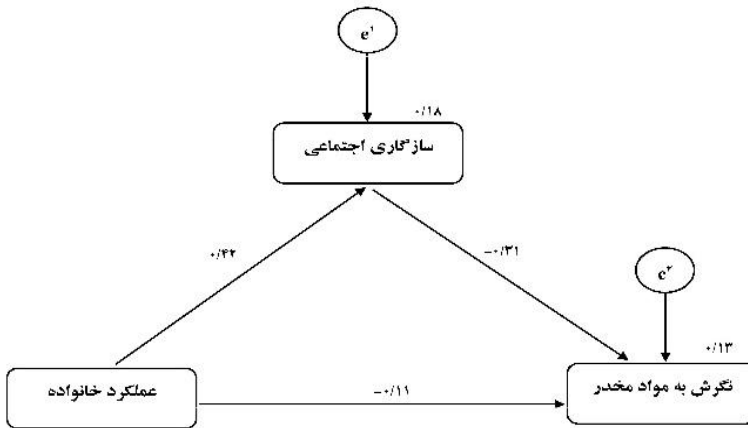 e¹
۰/۱۸
سازگاری اجتماعی
۰/۴۲
-۰/۳۱
e۲
۰/۱۳
عملکرد خانواده
-۰/۱۱
نگرش به مواد مخدر